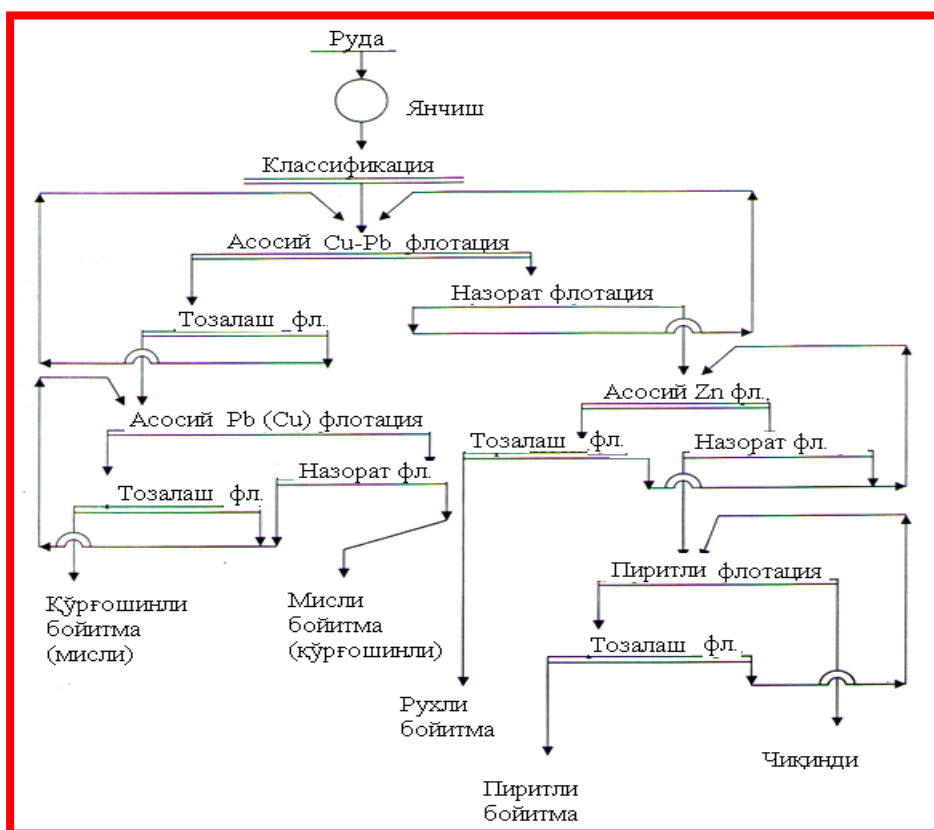 Руда
Янчиш
Классификация
Асосий Cu-Pb флотация
Назорат флотация
Тозалаш фл.
Асосий Zn фл.
Асосий Pb (Cu) флотация
Тозалаш фл.
Назорат фл.
Назорат фл.
Тозалаш фл.
Пиритли флотация
Қўрғошинли
бойитма
(мисли)
Мисли
бойитма
(қўрғошинли)
Тозалаш фл.
Рухли
бойитма
Чиқинди
Пиритли
бойитма